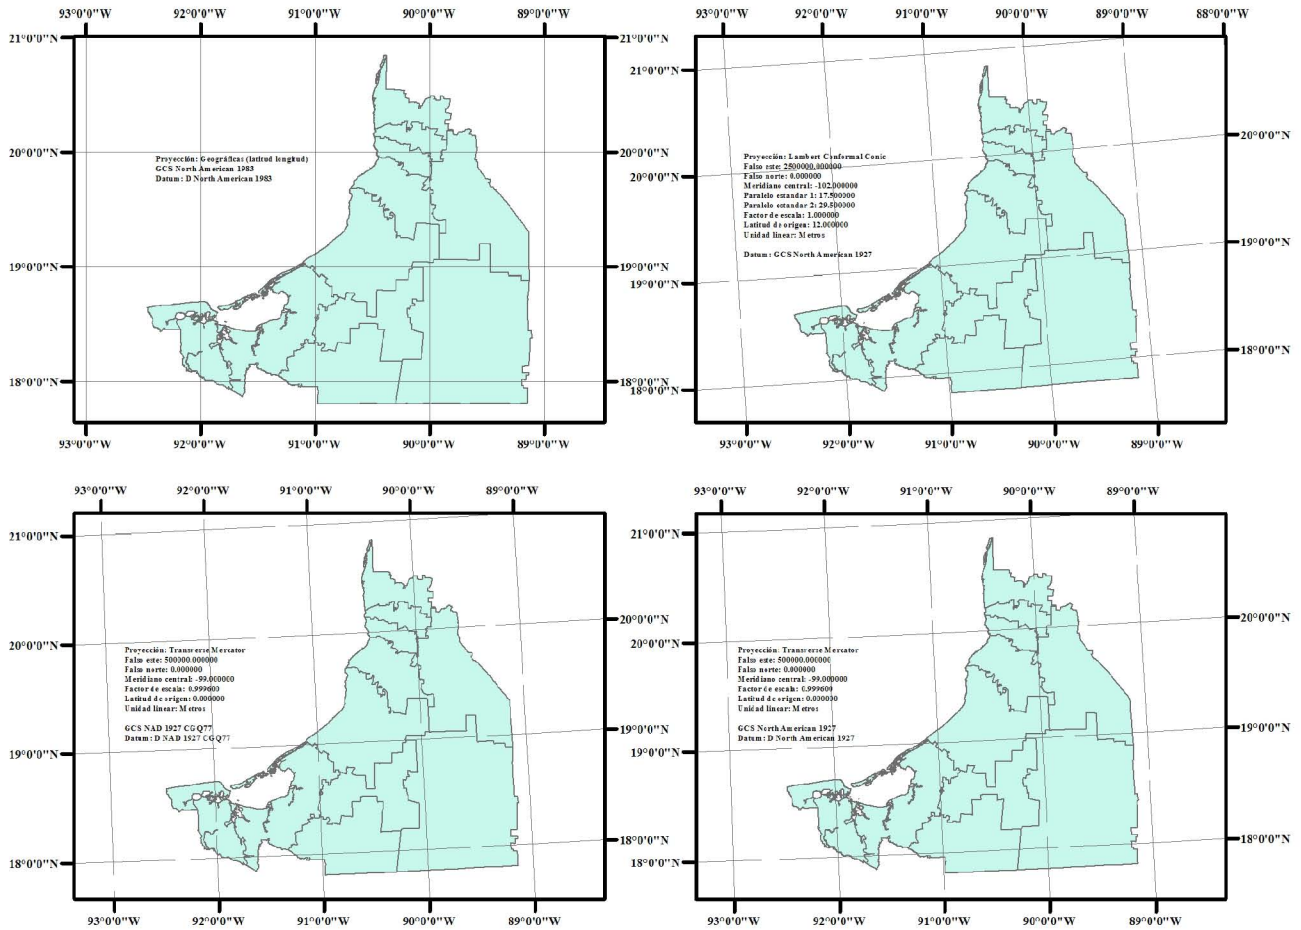 93°0'0"W 92°0'0"W 91°0'0"W 90°0'0"W 89°0'0"W
21°0'0"N 21°0'0"N
20°0'0"N 20°0'0"N
Proyección: Geográficas (latitud longitud)
GCS North American 1983
Datum: D North American 1983
19°0'0"N 19°0'0"N
18°0'0"N 18°0'0"N
93°0'0"W 92°0'0"W 91°0'0"W 90°0'0"W 89°0'0"W
93°0'0"W 92°0'0"W 91°0'0"W 90°0'0"W 89°0'0"W 88°0'0"W
21°0'0"N
20°0'0"N
20°0'0"N
Proyección: Lambert Conformal Conic
Falso este: 2500000.000000
Falso norte: 0.000000
Meridiano central: -102.000000
Paralelo estandar 1: 17.500000
Paralelo estandar 2: 29.500000
Factor de escala: 1.000000
Latitud de origen: 12.000000
Unidad linear: Metros
Datum: GCS North American 1927
19°0'0"N
19°0'0"N
18°0'0"N
18°0'0"N
93°0'0"W 92°0'0"W 91°0'0"W 90°0'0"W 89°0'0"W
93°0'0"W 92°0'0"W 91°0'0"W 90°0'0"W 89°0'0"W
21°0'0"N
20°0'0"N
20°0'0"N
Proyección: Transverse Mercator
Falso este: 500000.000000
Falso norte: 0.000000
Meridiano central: -99.000000
Factor de escala: 0.999600
Latitud de origen: 0.000000
Unidad linear: Metros
GCS NAD 1927 CGQ77
Datum: D NAD 1927 CGQ77
19°0'0"N
19°0'0"N
18°0'0"N
18°0'0"N
93°0'0"W 92°0'0"W 91°0'0"W 90°0'0"W 89°0'0"W
93°0'0"W 92°0'0"W 91°0'0"W 90°0'0"W 89°0'0"W
21°0'0"N
20°0'0"N
20°0'0"N
Proyección: Transverse Mercator
Falso este: 500000.000000
Falso norte: 0.000000
Meridiano central: -99.000000
Factor de escala: 0.999600
Latitud de origen: 0.000000
Unidad linear: Metros
GCS North American 1927
Datum: D North American 1927
19°0'0"N
19°0'0"N
18°0'0"N
18°0'0"N
93°0'0"W 92°0'0"W 91°0'0"W 90°0'0"W 89°0'0"W